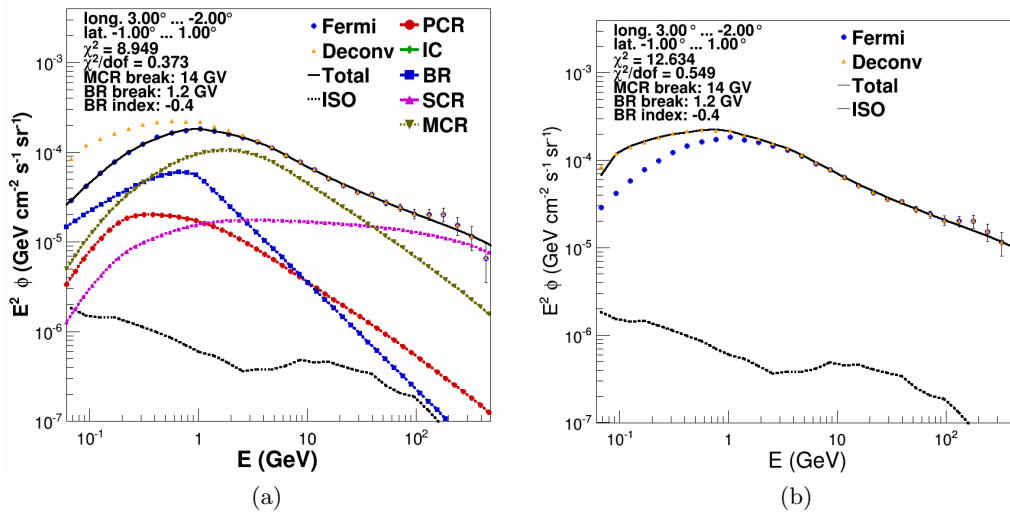 long. 3.00° ... -2.00°
lat. -1.00° ... 1.00°
χ² = 8.949
χ²/dof = 0.373
MCR break: 14 GV
BR break: 1.2 GV
BR index: -0.4
Fermi
Deconv
Total
ISO
PCR
IC
BR
SCR
MCR
E² ϕ (GeV cm⁻² s⁻¹ sr⁻¹)
10⁻³
10⁻⁴
10⁻⁵
10⁻⁶
10⁻⁷
10⁻¹
1
10
10²
E (GeV)
(a)
long. 3.00° ... -2.00°
lat. -1.00° ... 1.00°
χ² = 12.634
χ²/dof = 0.549
MCR break: 14 GV
BR break: 1.2 GV
BR index: -0.4
Fermi
Deconv
Total
ISO
E² ϕ (GeV cm⁻² s⁻¹ sr⁻¹)
10⁻³
10⁻⁴
10⁻⁵
10⁻⁶
10⁻⁷
10⁻¹
1
10
10²
E (GeV)
(b)